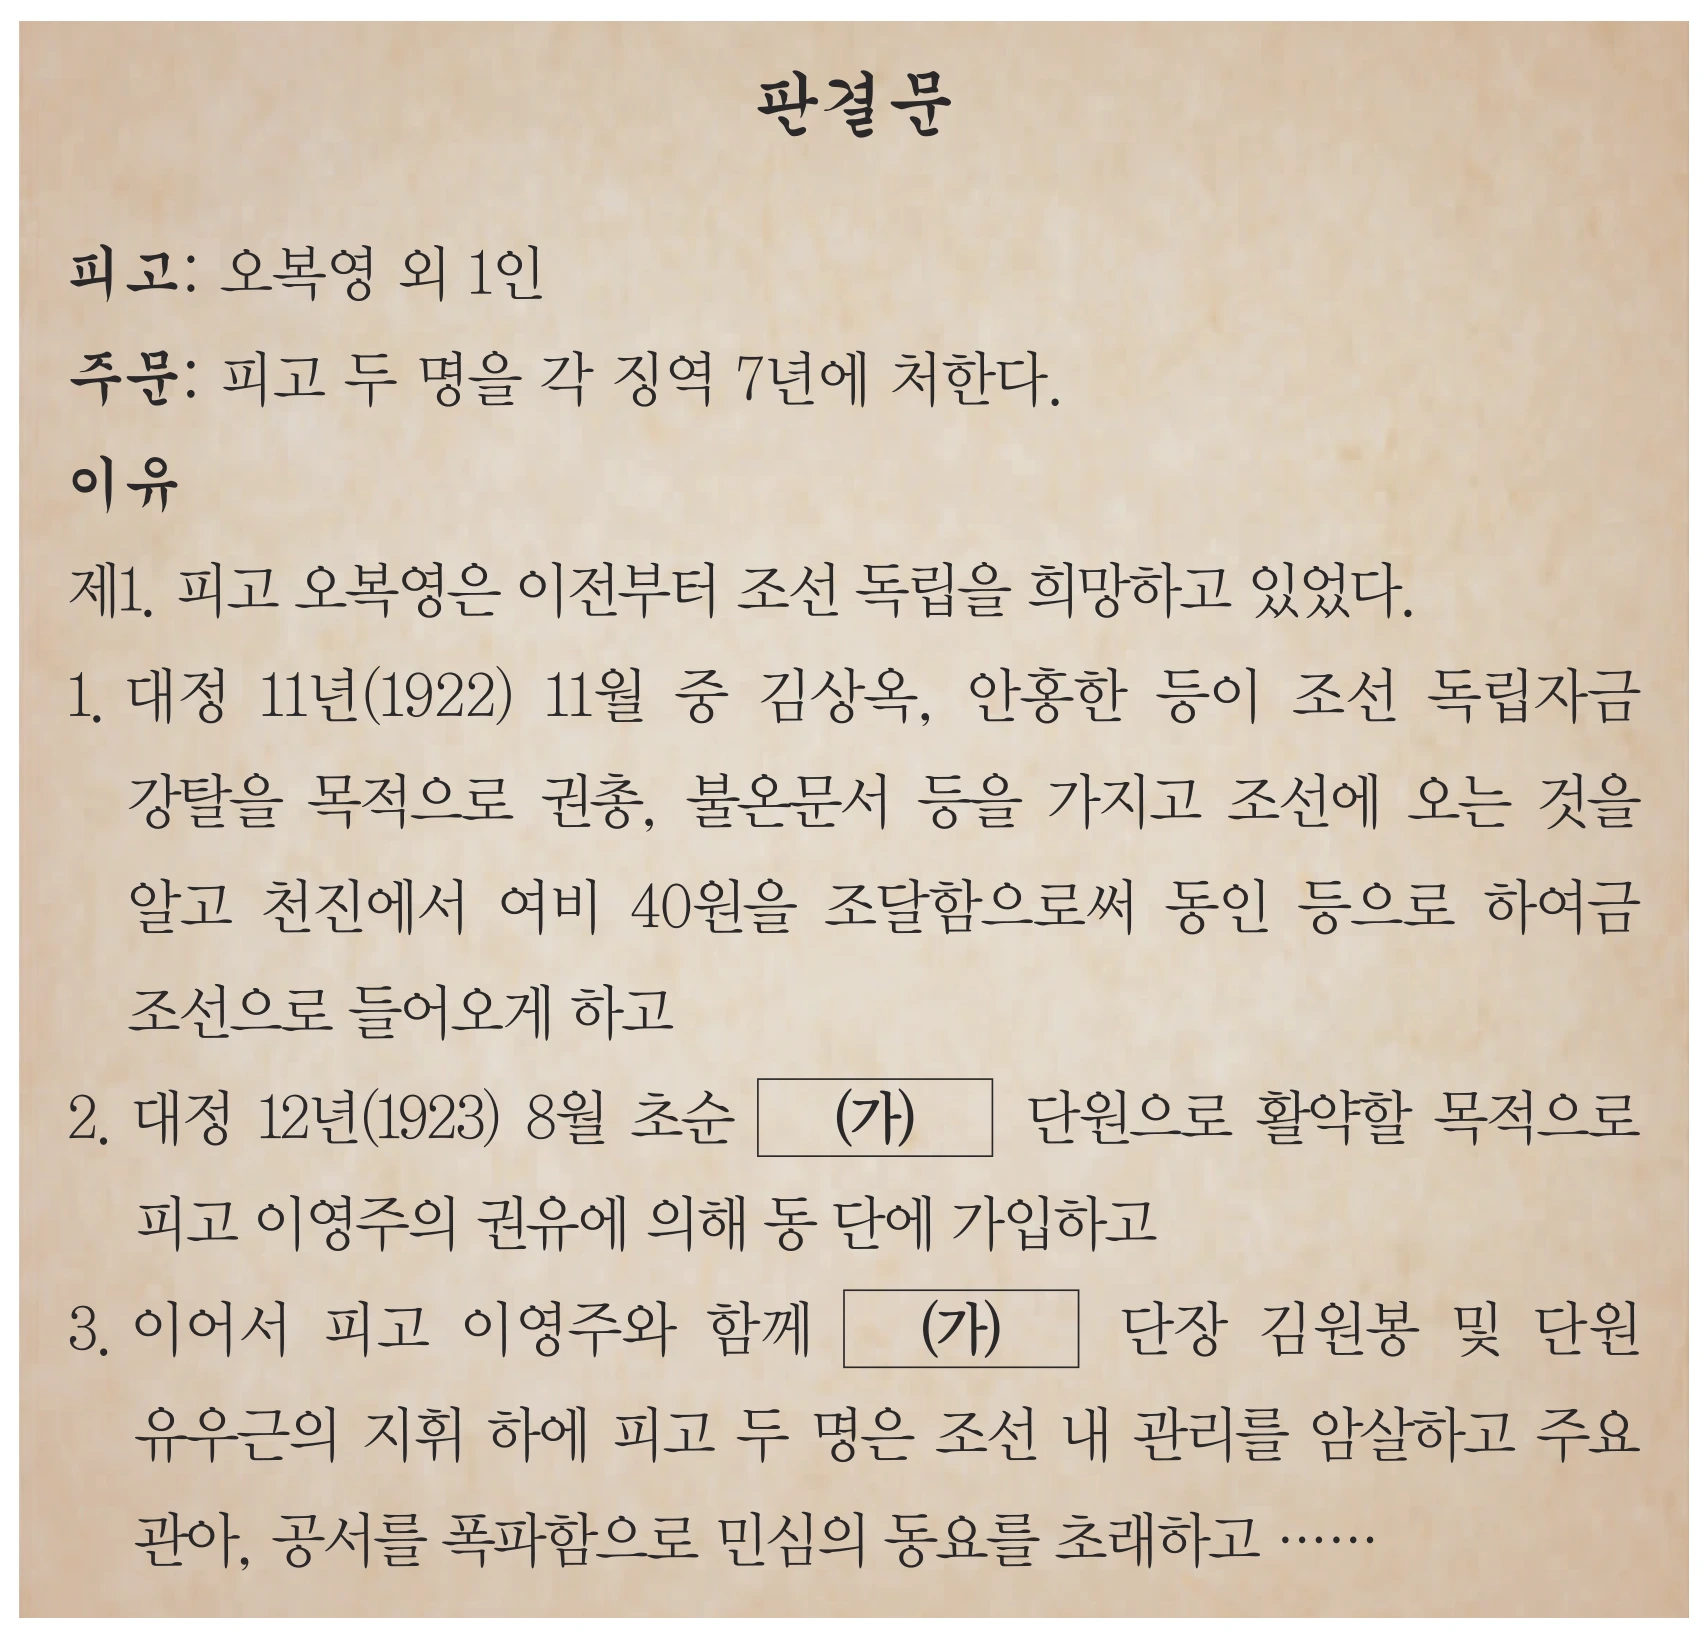 판결문
피고: 오복영 외 1인
주문: 피고 두 명을 각 징역 7년에 처한다.
이유
제1. 피고 오복영은 이전부터 조선 독립을 희망하고 있었다.
1. 대정 11년(1922) 11월 중 김상옥, 안홍한 등이 조선 독립자금
강탈을 목적으로 권총, 불온문서 등을 가지고 조선에 오는 것을
알고 천진에서 여비 40원을 조달함으로써 동인 등으로 하여금
조선으로 들어오게 하고
2. 대정 12년(1923) 8월 초순 (가) 단원으로 활약할 목적으로
피고 이영주의 권유에 의해 동 단에 가입하고
3. 이어서 피고 이영주와 함께 (가) 단장 김원봉 및 단원
유우근의 지휘 하에 피고 두 명은 조선 내 관리를 암살하고 주요
관아, 공서를 폭파함으로 민심의 동요를 초래하고 ……